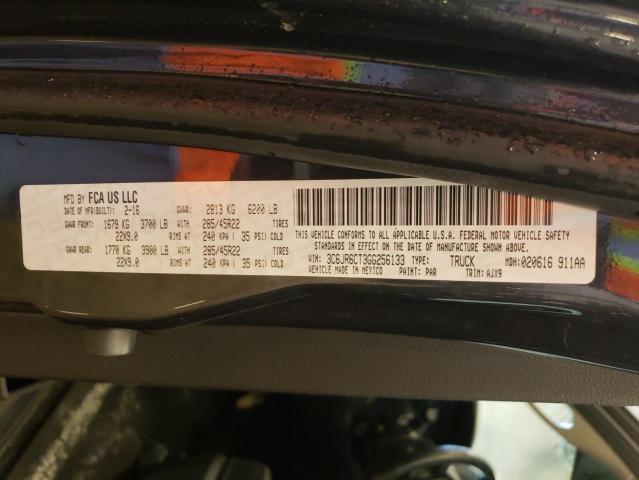 MFD BY FCA US LLC
DATE OF MFR(BUILT): 2-16 GVWR: 2813 KG 6200 LB
GAWR FRONT: 1679 KG 3700 LB WITH 285/45R22 TIRES
22X9.0 RIMS AT 240 KPA ( 35 PSI COLD
GAWR REAR: 1770 KG 3900 LB WITH 285/45R22 TIRES
22X9.0 RIMS AT 240 KPA ( 35 PSI COLD
THIS VEHICLE CONFORMS TO ALL APPLICABLE U.S.A. FEDERAL MOTOR VEHICLE SAFETY
STANDARDS IN EFFECT ON THE DATE OF MANUFACTURE SHOWN ABOVE.
VIN: 3C6JR6CT3GG256133 TYPE: TRUCK MDH: 020616 911AA
MADE IN MEXICO PAINT: PAR TRIM: AJX9